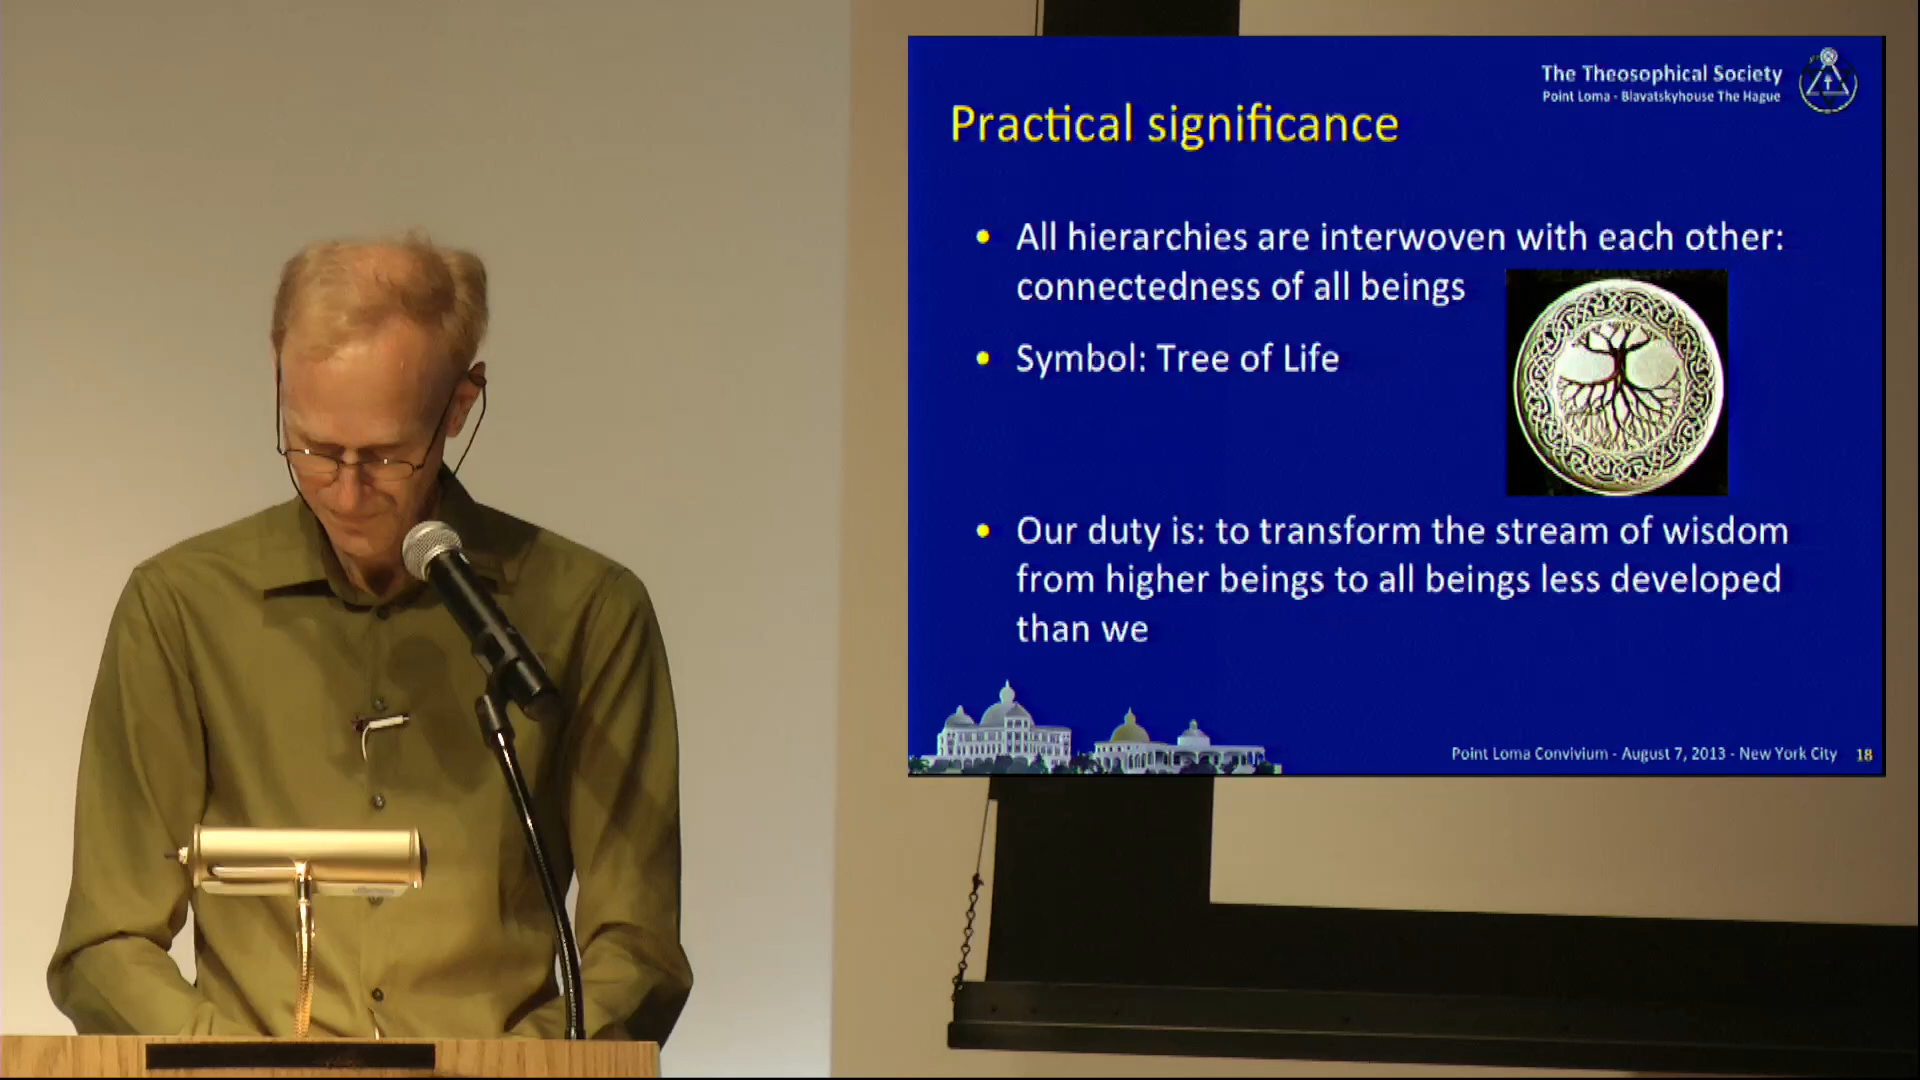 The Theosophical Society
Point Loma - Blavatskyhouse The Hague
Practical significance
• All hierarchies are interwoven with each other:
connectedness of all beings
• Symbol: Tree of Life
• Our duty is: to transform the stream of wisdom
from higher beings to all beings less developed
than we
Point Loma Convivium - August 7, 2013 - New York City 18